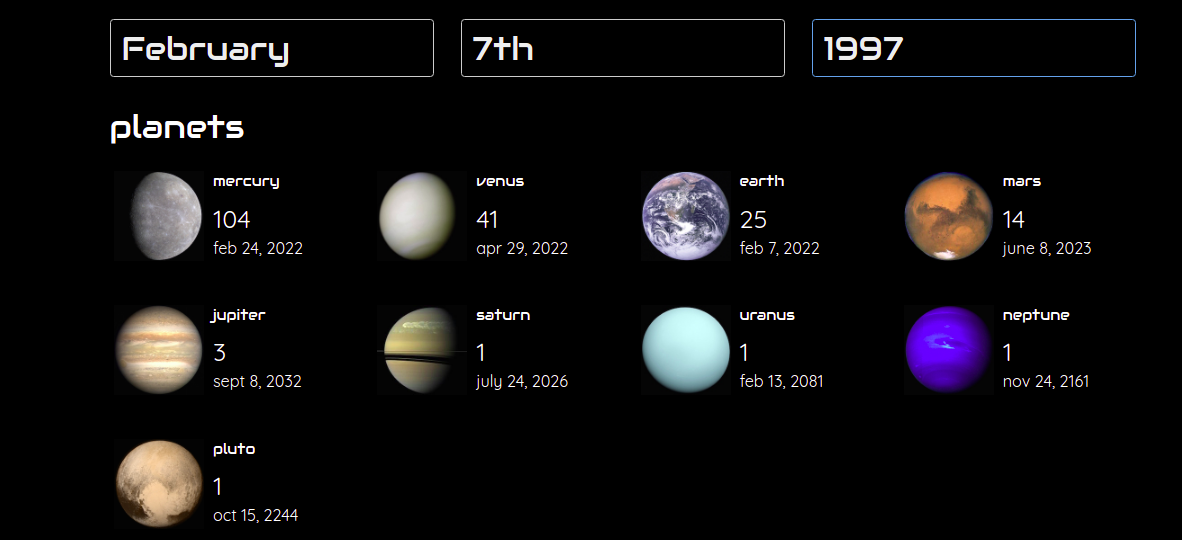 February 7th 1997
planets
mercury venus earth mars
104 41 25 14
feb 24, 2022 apr 29, 2022 feb 7, 2022 june 8, 2023
jupiter saturn uranus neptune
3 1 1 1
sept 8, 2032 july 24, 2026 feb 13, 2081 nov 24, 2161
pluto
1
oct 15, 2244